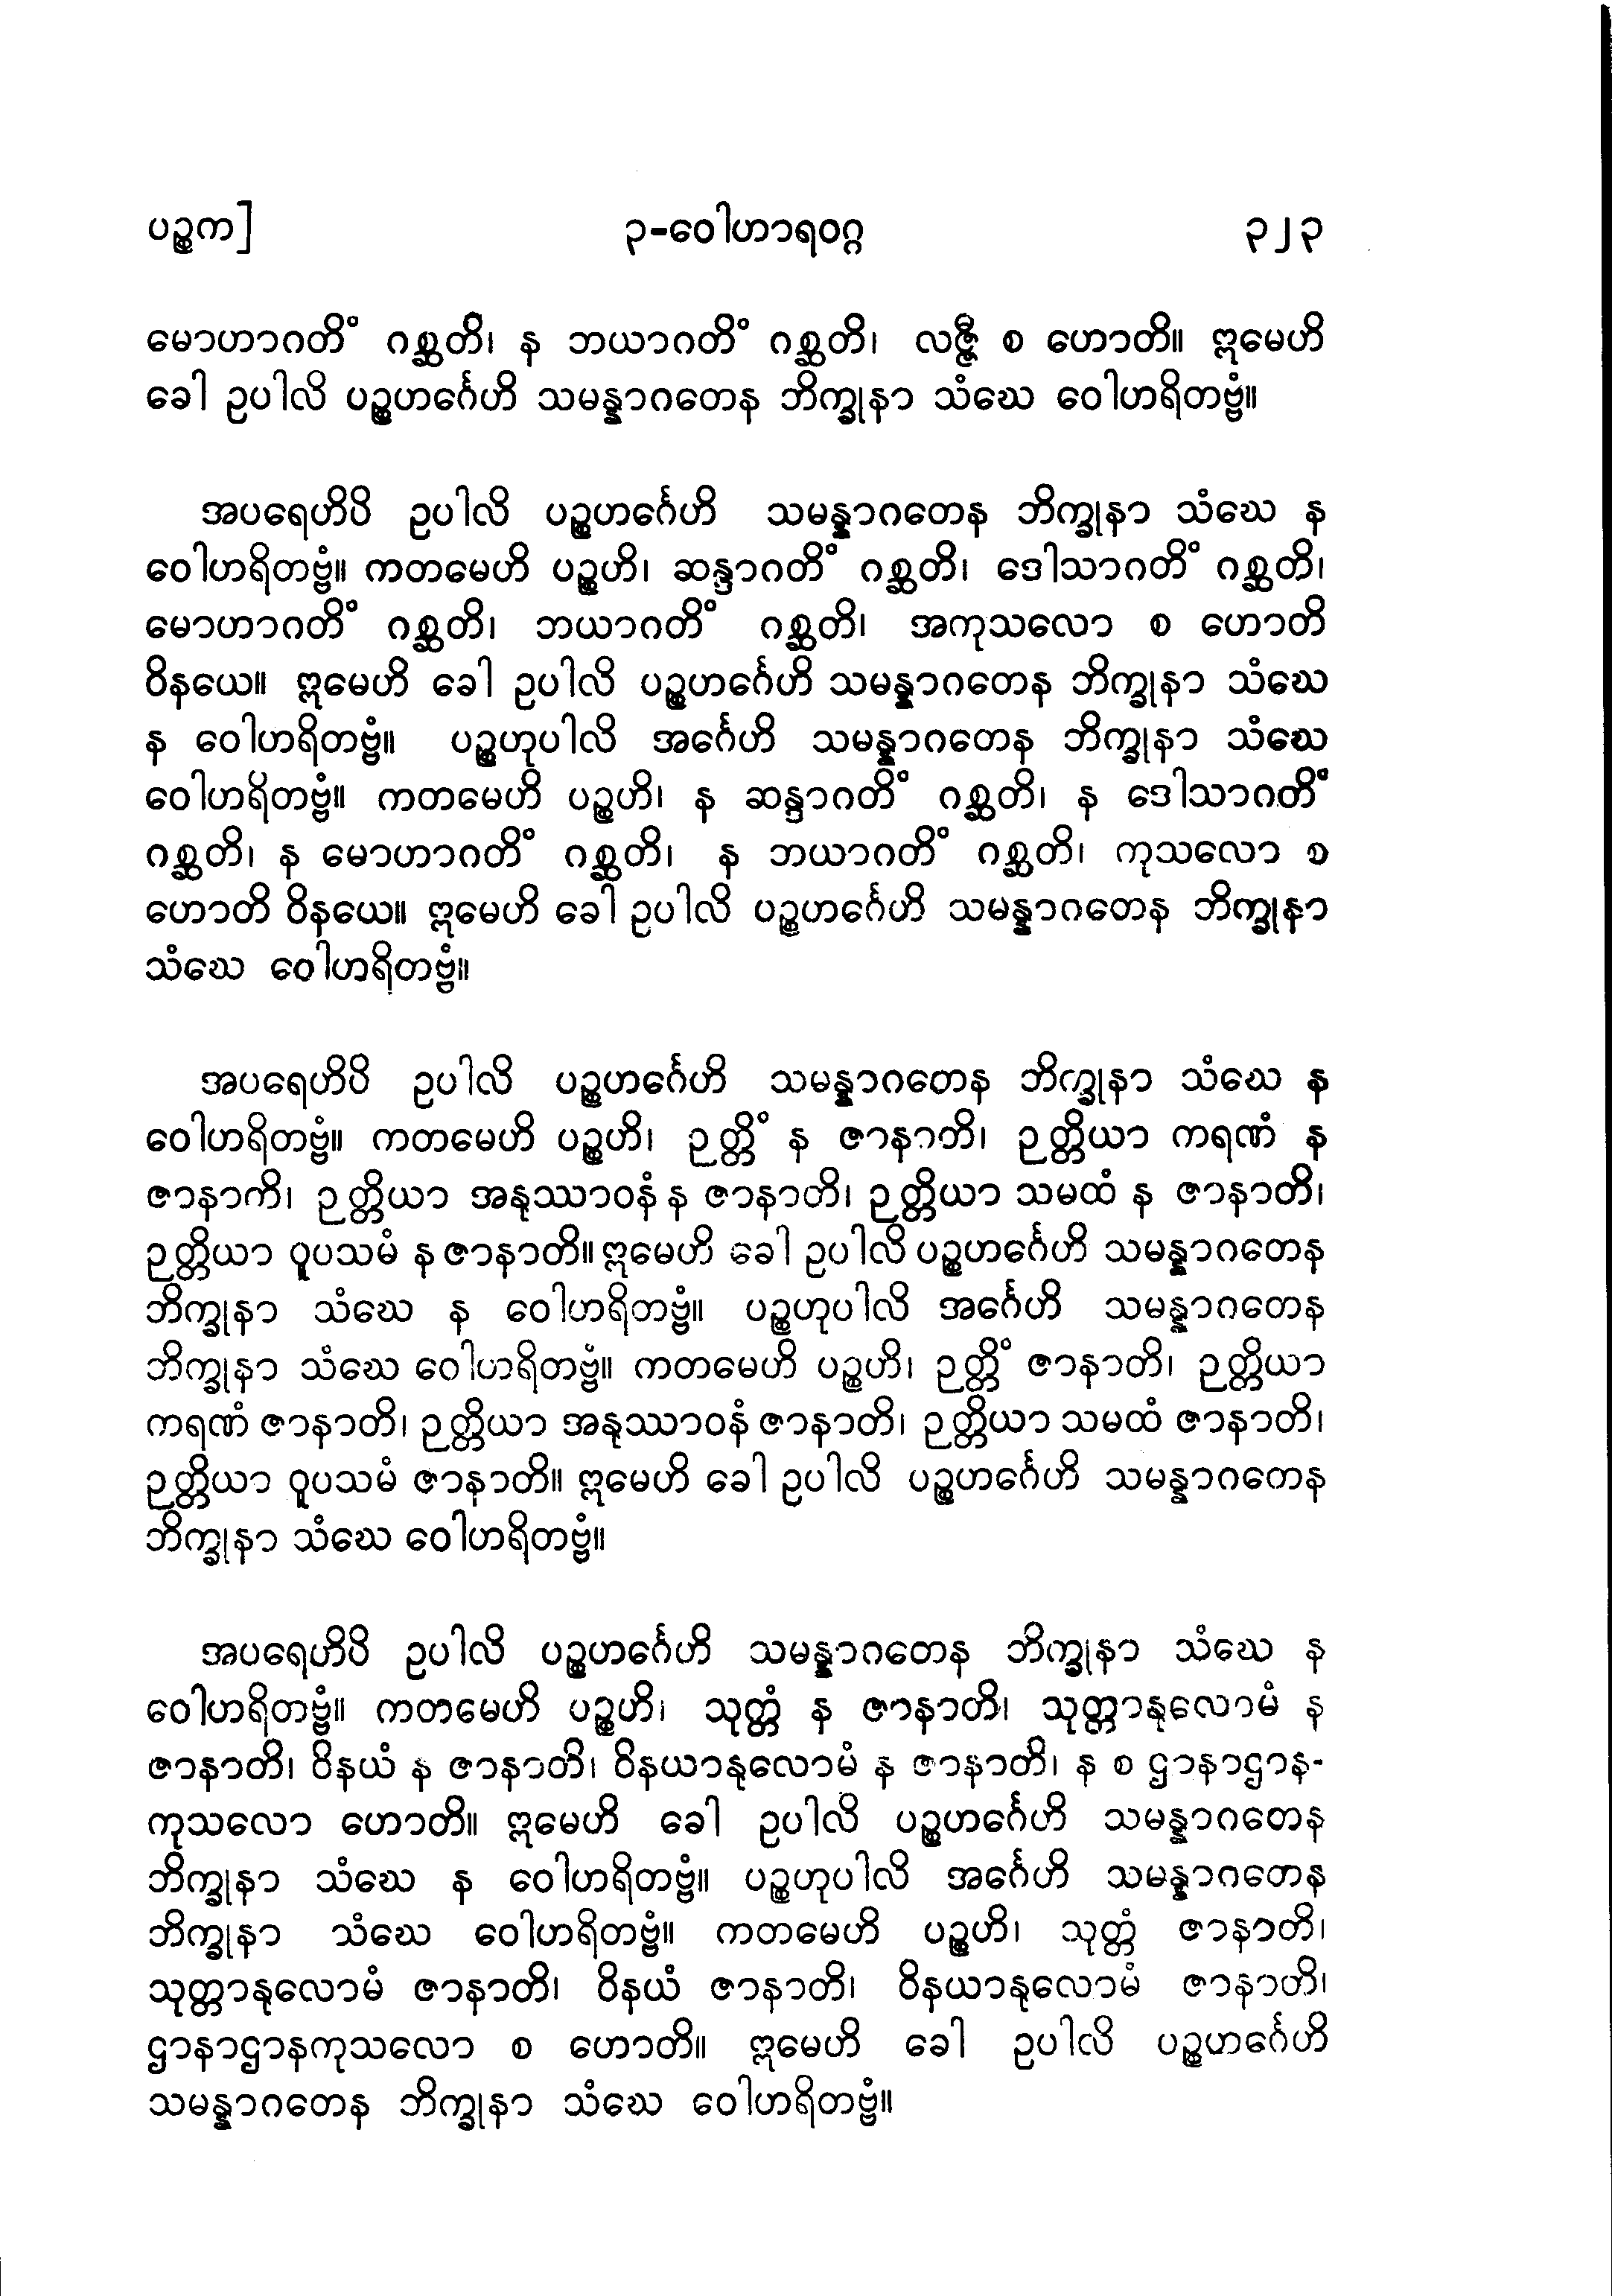 ပဉ္စက]	၃-ဝေါဟာရဝဂ္ဂ	၃၂၃
မောဟာဂတိံ ဂစ္ဆတိ၊ န ဘယာဂတိံ ဂစ္ဆတိ၊ လဇ္ဇီ စ ဟောတိ။ ဣမေဟိ
ခေါ ဥပါလိ ပဉ္စဟင်္ဂေဟိ သမန္နာဂတေန ဘိက္ခုနာ သံဃေ ဝေါဟရိတဗ္ဗံ။
အပရေဟိပိ ဥပါလိ ပဉ္စဟင်္ဂေဟိ သမန္နာဂတေန ဘိက္ခုနာ သံဃေ န
ဝေါဟရိတဗ္ဗံ။ ကတမေဟိ ပဉ္စဟိ၊ ဆန္ဒာဂတိံ ဂစ္ဆတိ၊ ဒေါသာဂတိံ ဂစ္ဆတိ၊
မောဟာဂတိံ ဂစ္ဆတိ၊ ဘယာဂတိံ ဂစ္ဆတိ၊ အကုသလော စ ဟောတိ
ဝိနယေ။ ဣမေဟိ ခေါ ဥပါလိ ပဉ္စဟင်္ဂေဟိ သမန္နာဂတေန ဘိက္ခုနာ သံဃေ
န ဝေါဟရိတဗ္ဗံ။ ပဉ္စဟုပါလိ အင်္ဂေဟိ သမန္နာဂတေန ဘိက္ခုနာ သံဃေ
ဝေါဟရိတဗ္ဗံ။ ကတမေဟိ ပဉ္စဟိ၊ န ဆန္ဒာဂတိံ ဂစ္ဆတိ၊ န ဒေါသာဂတိံ
ဂစ္ဆတိ၊ န မောဟာဂတိံ ဂစ္ဆတိ၊ န ဘယာဂတိံ ဂစ္ဆတိ၊ ကုသလော စ
ဟောတိ ဝိနယေ။ ဣမေဟိ ခေါ ဥပါလိ ပဉ္စဟင်္ဂေဟိ သမန္နာဂတေန ဘိက္ခုနာ
သံဃေ ဝေါဟရိတဗ္ဗံ။
အပရေဟိပိ ဥပါလိ ပဉ္စဟင်္ဂေဟိ သမန္နာဂတေန ဘိက္ခုနာ သံဃေ န
ဝေါဟရိတဗ္ဗံ။ ကတမေဟိ ပဉ္စဟိ၊ ဉတ္တိံ န ဇာနာတိ၊ ဉတ္တိယာ ကရဏံ န
ဇာနာကိ၊ ဉတ္တိယာ အနုဿာဝနံ န ဇာနာတိ၊ ဉတ္တိယာ သမထံ န ဇာနာတိ၊
ဉတ္တိယာ ဝူပသမံ န ဇာနာတိ။ ဣမေဟိ ခေါ ဥပါလိ ပဉ္စဟင်္ဂေဟိ သမန္နာဂတေန
ဘိက္ခုနာ သံဃေ န ဝေါဟရိတဗ္ဗံ။ ပဉ္စဟုပါလိ အင်္ဂေဟိ သမန္နာဂတေန
ဘိက္ခုနာ သံဃေ ဝေါဟရိတဗ္ဗံ။ ကတမေဟိ ပဉ္စဟိ၊ ဉတ္တိံ ဇာနာတိ၊ ဉတ္တိယာ
ကရဏံ ဇာနာတိ၊ ဉတ္တိယာ အနုဿာဝနံ ဇာနာတိ၊ ဉတ္တိယာ သမထံ ဇာနာတိ၊
ဉတ္တိယာ ဝူပသမံ ဇာနာတိ။ ဣမေဟိ ခေါ ဥပါလိ ပဉ္စဟင်္ဂေဟိ သမန္နာဂကေန
ဘိက္ခုနာ သံဃေ ဝေါဟရိတဗ္ဗံ။
အပရေဟိပိ ဥပါလိ ပဉ္စဟင်္ဂေဟိ သမန္နာဂတေန ဘိက္ခုနာ သံဃေ န
ဝေါဟရိတဗ္ဗံ။ ကတမေဟိ ပဉ္စဟိ၊ သုတ္တံ န ဇာနာတိ၊ သုတ္တာနုလောမံ န
ဇာနာတိ၊ ဝိနယံ န ဇာနာတိ၊ ဝိနယာနုလောမံ န ဇာနာတိ၊ န စ ဌာနာဌာန-
ကုသလော ဟောတိ။ ဣမေဟိ ခေါ ဥပါလိ ပဉ္စဟင်္ဂေဟိ သမန္နာဂတေန
ဘိက္ခုနာ သံဃေ န ဝေါဟရိတဗ္ဗံ။ ပဉ္စဟုပါလိ အင်္ဂေဟိ သမန္နာဂတေန
ဘိက္ခုနာ သံဃေ ဝေါဟရိတဗ္ဗံ။ ကတမေဟိ ပဉ္စဟိ၊ သုတ္တံ ဇာနာတိ၊
သုတ္တာနုလောမံ ဇာနာတိ၊ ဝိနယံ ဇာနာတိ၊ ဝိနယာနုလောမံ ဇာနာတိ၊
ဌာနာဌာနကုသလော စ ဟောတိ။ ဣမေဟိ ခေါ ဥပါလိ ပဉ္စဟင်္ဂေဟိ
သမန္နာဂတေန ဘိက္ခုနာ သံဃေ ဝေါဟရိတဗ္ဗံ။